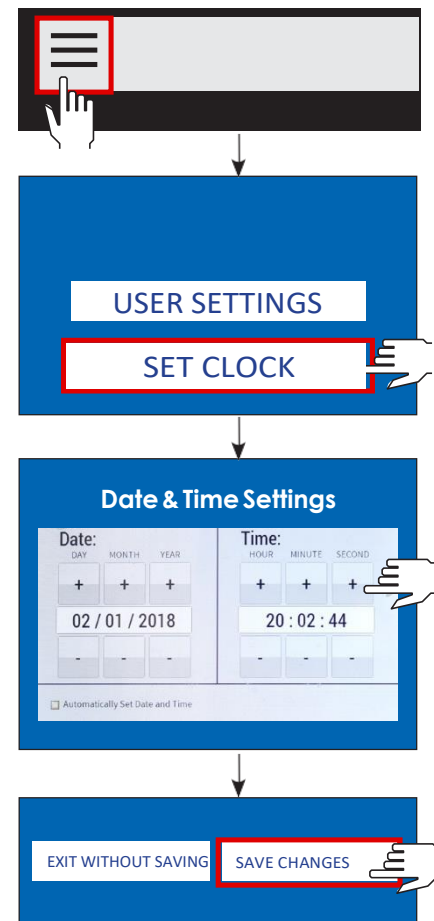 USER SETTINGS
SET CLOCK
Date & Time Settings
Date:
DAY MONTH YEAR
+ + +
02 / 01 / 2018
- - -
Time:
HOUR MINUTE SECOND
+ + +
20 : 02 : 44
- - -
Automatically Set Date and Time
EXIT WITHOUT SAVING
SAVE CHANGES